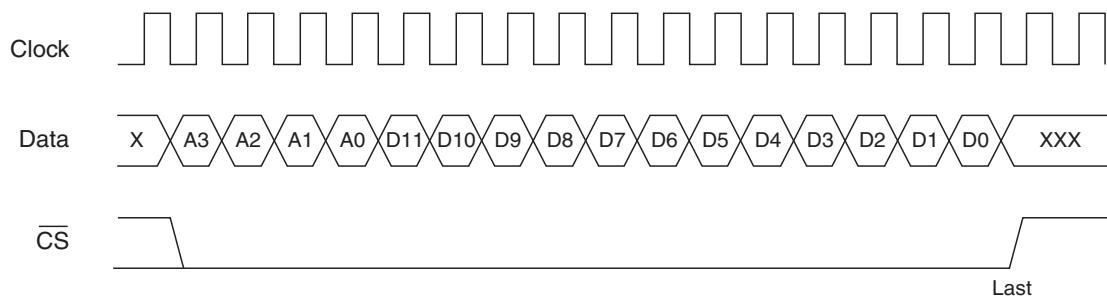 Clock
Data X A3 A2 A1 A0 D11 D10 D9 D8 D7 D6 D5 D4 D3 D2 D1 D0 XXX
C̅S̅
Last